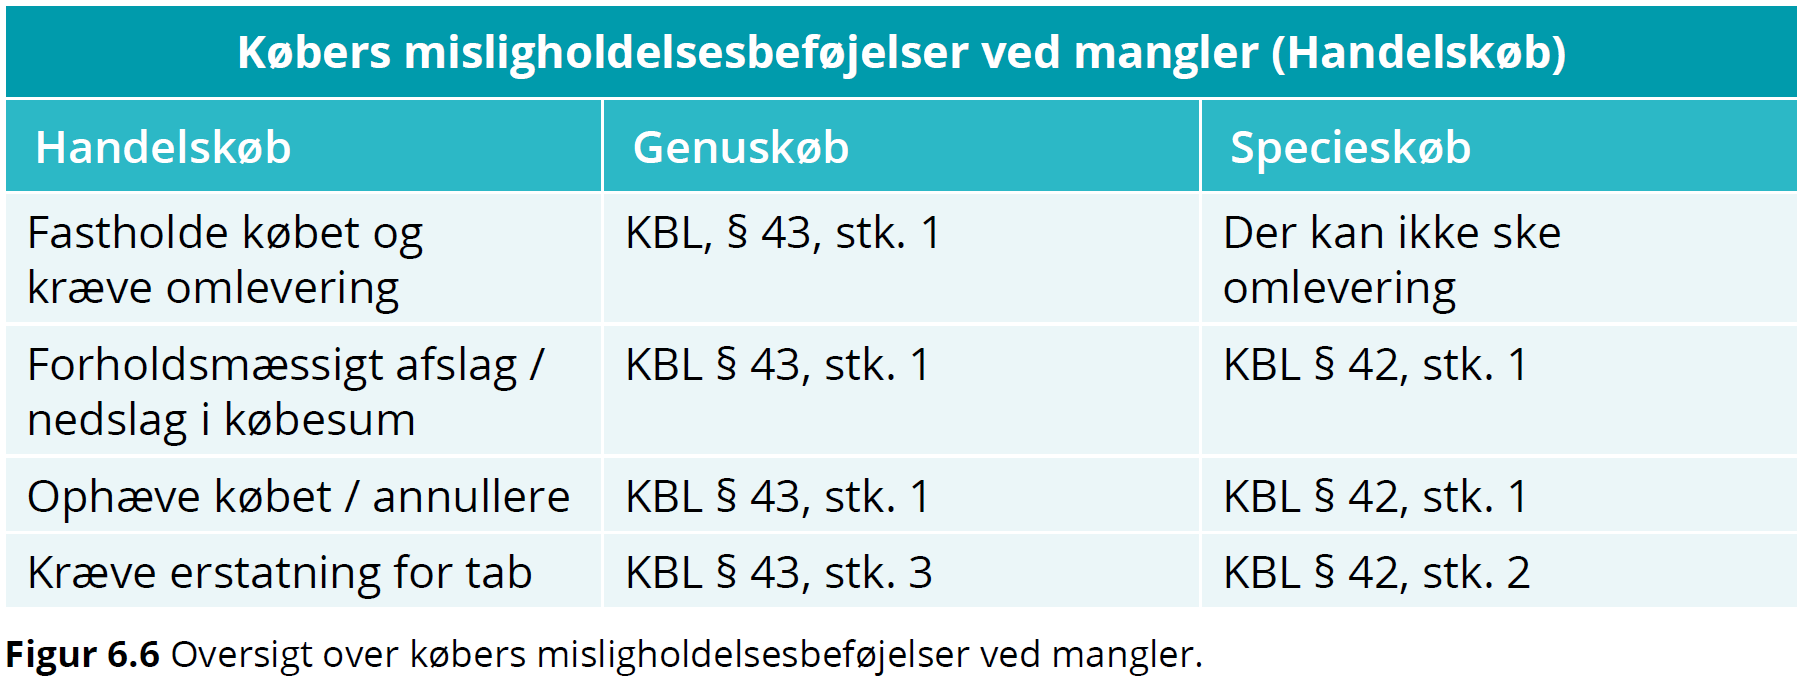 Købers misligholdelsesbeføjelser ved mangler (Handelskøb)
Handelskøb Genuskøb Specieskøb
Fastholde købet og KBL, § 43, stk. 1 Der kan ikke ske
kræve omlevering omlevering
Forholdsmæssigt afslag / KBL § 43, stk. 1 KBL § 42, stk. 1
nedslag i købesum
Ophæve købet / annullere KBL § 43, stk. 1 KBL § 42, stk. 1
Kræve erstatning for tab KBL § 43, stk. 3 KBL § 42, stk. 2
Figur 6.6 Oversigt over købers misligholdelsesbeføjelser ved mangler.